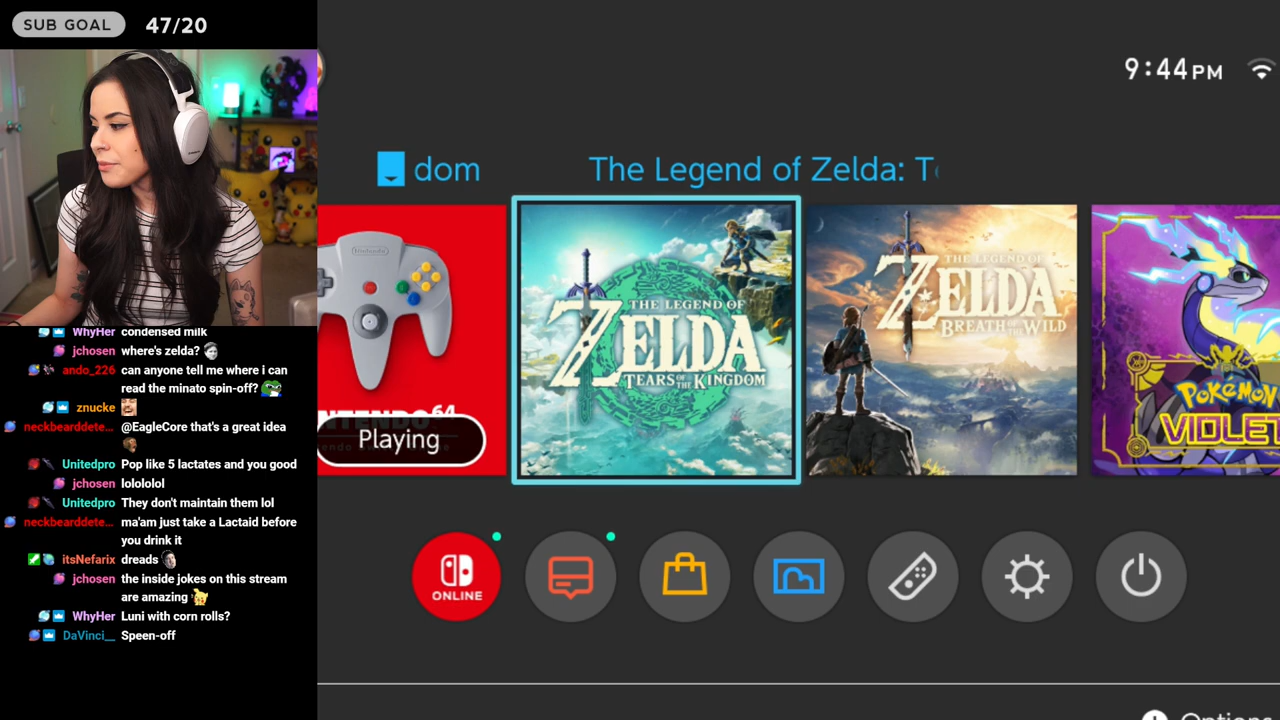 SUB GOAL 47/20
9:44PM
dom The Legend of Zelda: T
Nintendo
THE LEGEND OF
ZELDA
TEARS OF THE KINGDOM
THE LEGEND OF
ZELDA
BREATH OF THE WILD
POKÉMON
VIOLET
64
Playing
ONLINE
Options
WhyHer condensed milk
jchosen where's zelda?
ando_226 can anyone tell me where i can
read the minato spin-off?
znucke
neckbearddete... @EagleCore that's a great idea
Unitedpro Pop like 5 lactates and you good
jchosen lolololol
Unitedpro They don't maintain them lol
neckbearddete... ma'am just take a Lactaid before
you drink it
itsNefarix dreads
jchosen the inside jokes on this stream
are amazing
WhyHer Luni with corn rolls?
DaVinci__ Speen-off